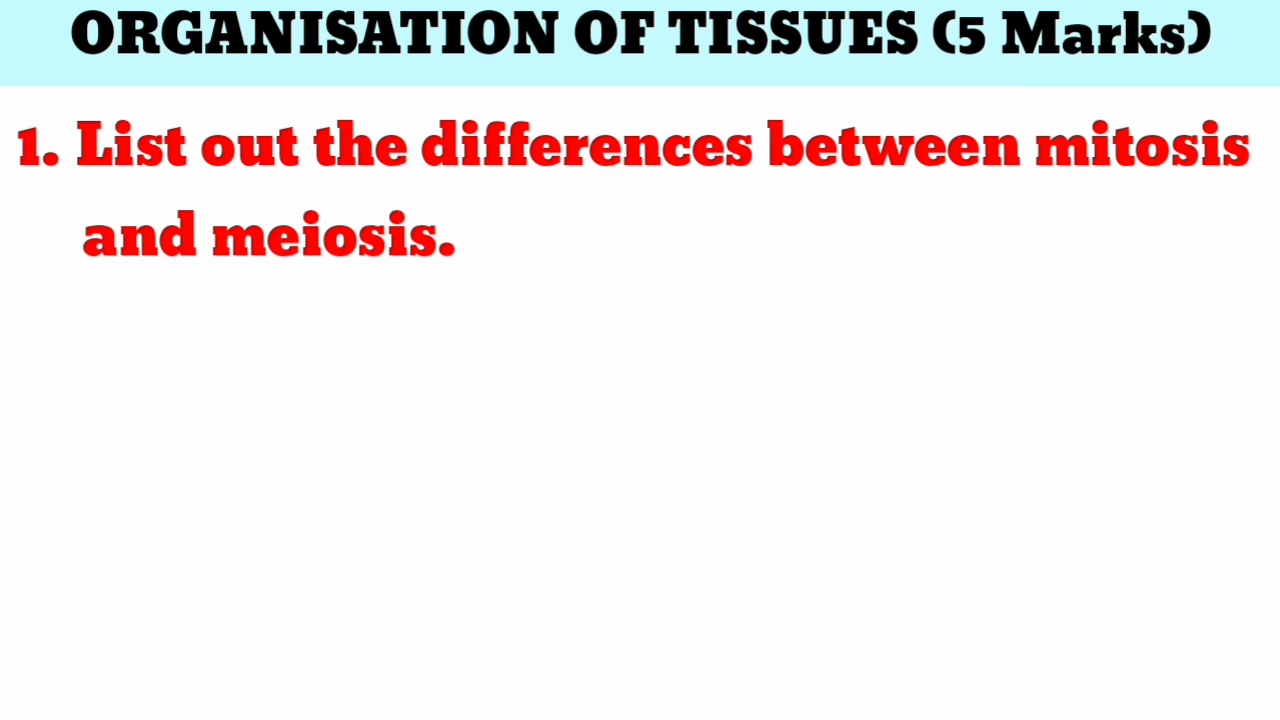 ORGANISATION OF TISSUES (5 Marks)
1. List out the differences between mitosis
and meiosis.